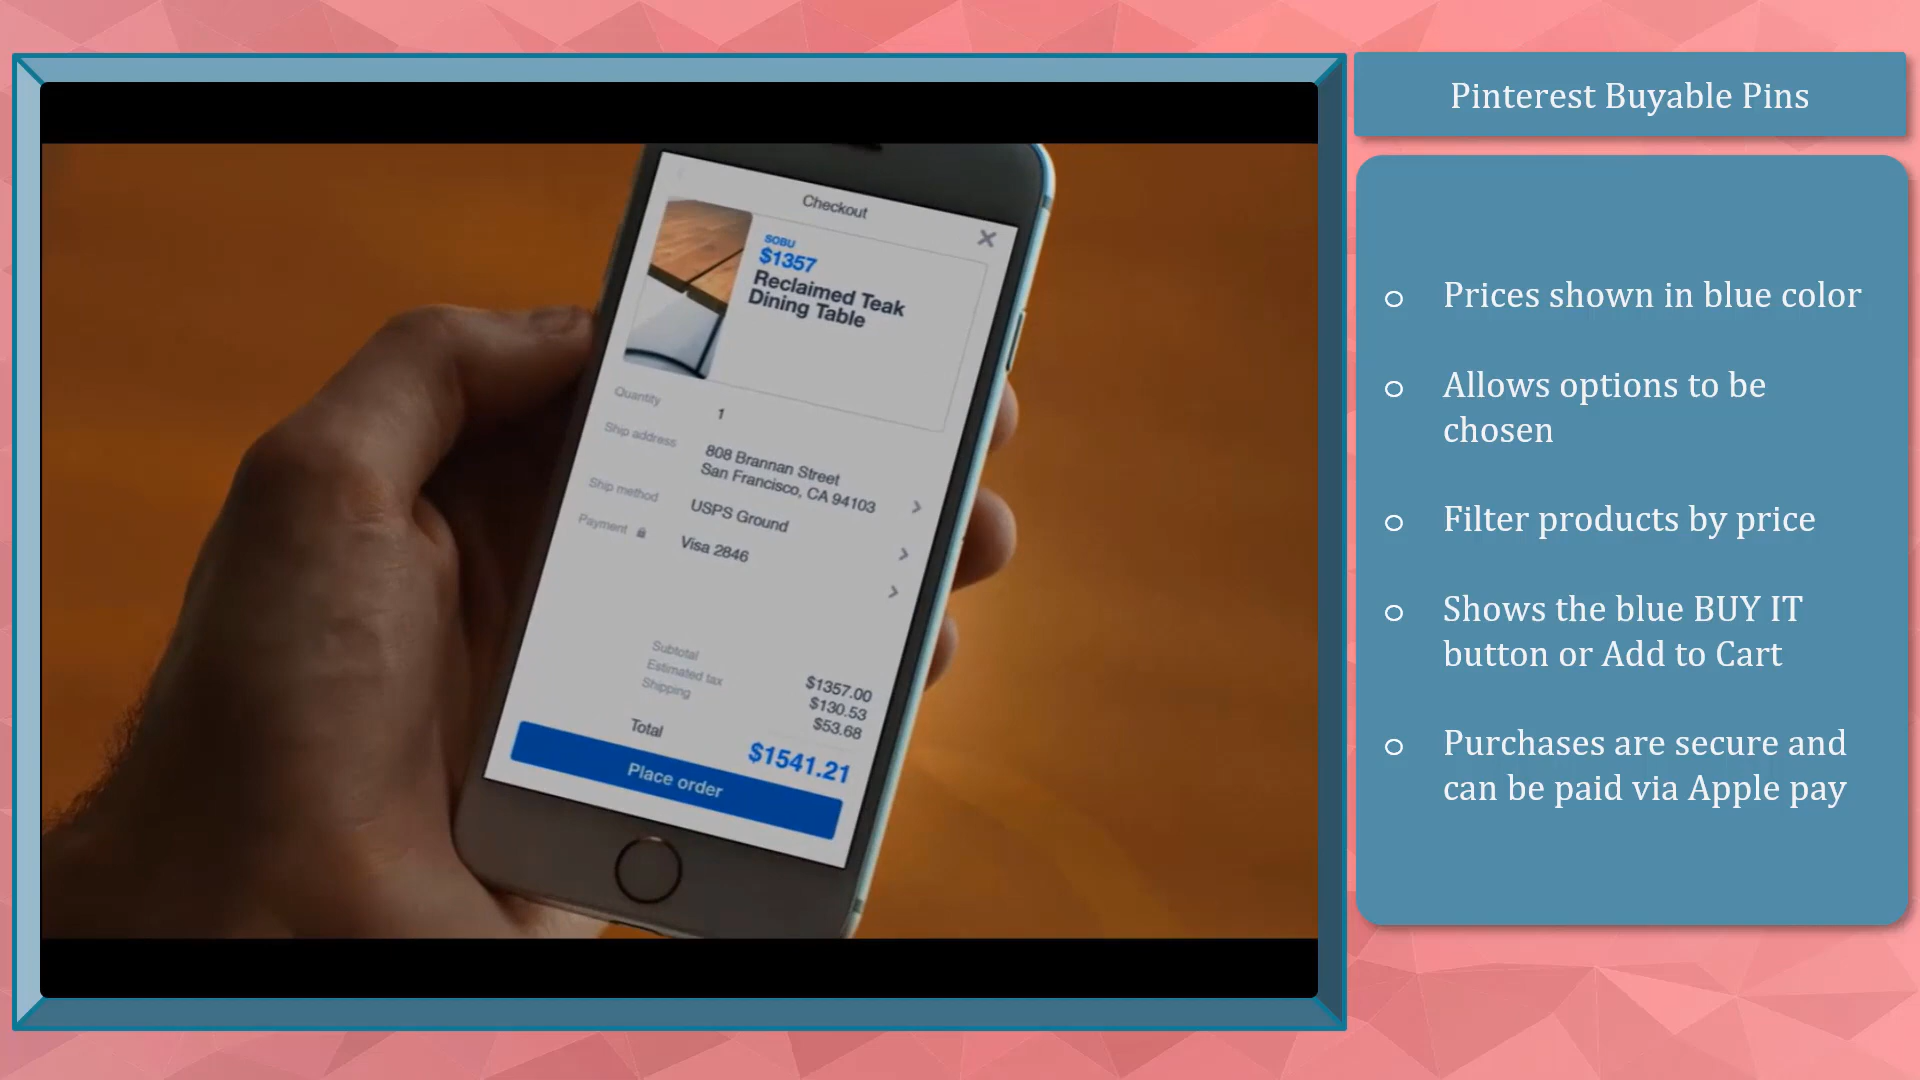 Pinterest Buyable Pins
Checkout
SOBU
$1357
Reclaimed Teak
Dining Table
Quantity
1
Ship address
808 Brannan Street
San Francisco, CA 94103
Ship method
USPS Ground
Payment
Visa 2846
Subtotal
$1357.00
Estimated tax
$130.53
Shipping
$53.68
Total
$1541.21
Place order
Prices shown in blue color
Allows options to be
chosen
Filter products by price
Shows the blue BUY IT
button or Add to Cart
Purchases are secure and
can be paid via Apple pay